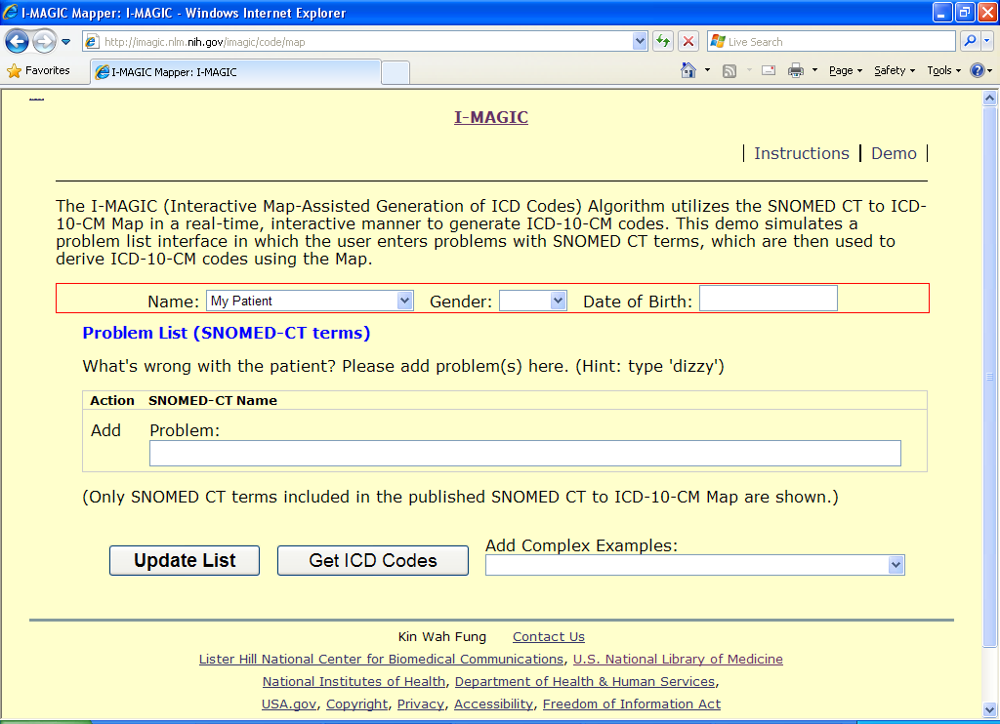 I-MAGIC Mapper: I-MAGIC - Windows Internet Explorer
http://imagic.nlm.nih.gov/imagic/code/map
Live Search
Favorites
I-MAGIC Mapper: I-MAGIC
Page
Safety
Tools
I-MAGIC
Instructions | Demo
The I-MAGIC (Interactive Map-Assisted Generation of ICD Codes) Algorithm utilizes the SNOMED CT to ICD-
10-CM Map in a real-time, interactive manner to generate ICD-10-CM codes. This demo simulates a
problem list interface in which the user enters problems with SNOMED CT terms, which are then used to
derive ICD-10-CM codes using the Map.
Name: My Patient Gender: Date of Birth:
Problem List (SNOMED-CT terms)
What's wrong with the patient? Please add problem(s) here. (Hint: type 'dizzy')
Action SNOMED-CT Name
Add Problem:
(Only SNOMED CT terms included in the published SNOMED CT to ICD-10-CM Map are shown.)
Add Complex Examples:
Update List Get ICD Codes
Kin Wah Fung Contact Us
Lister Hill National Center for Biomedical Communications, U.S. National Library of Medicine
National Institutes of Health, Department of Health & Human Services,
USA.gov, Copyright, Privacy, Accessibility, Freedom of Information Act